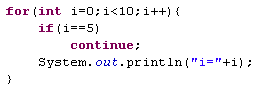 for(int i=0;i<10;i++){
    if(i==5)
        continue;
    System.out.println("i="+i);
}